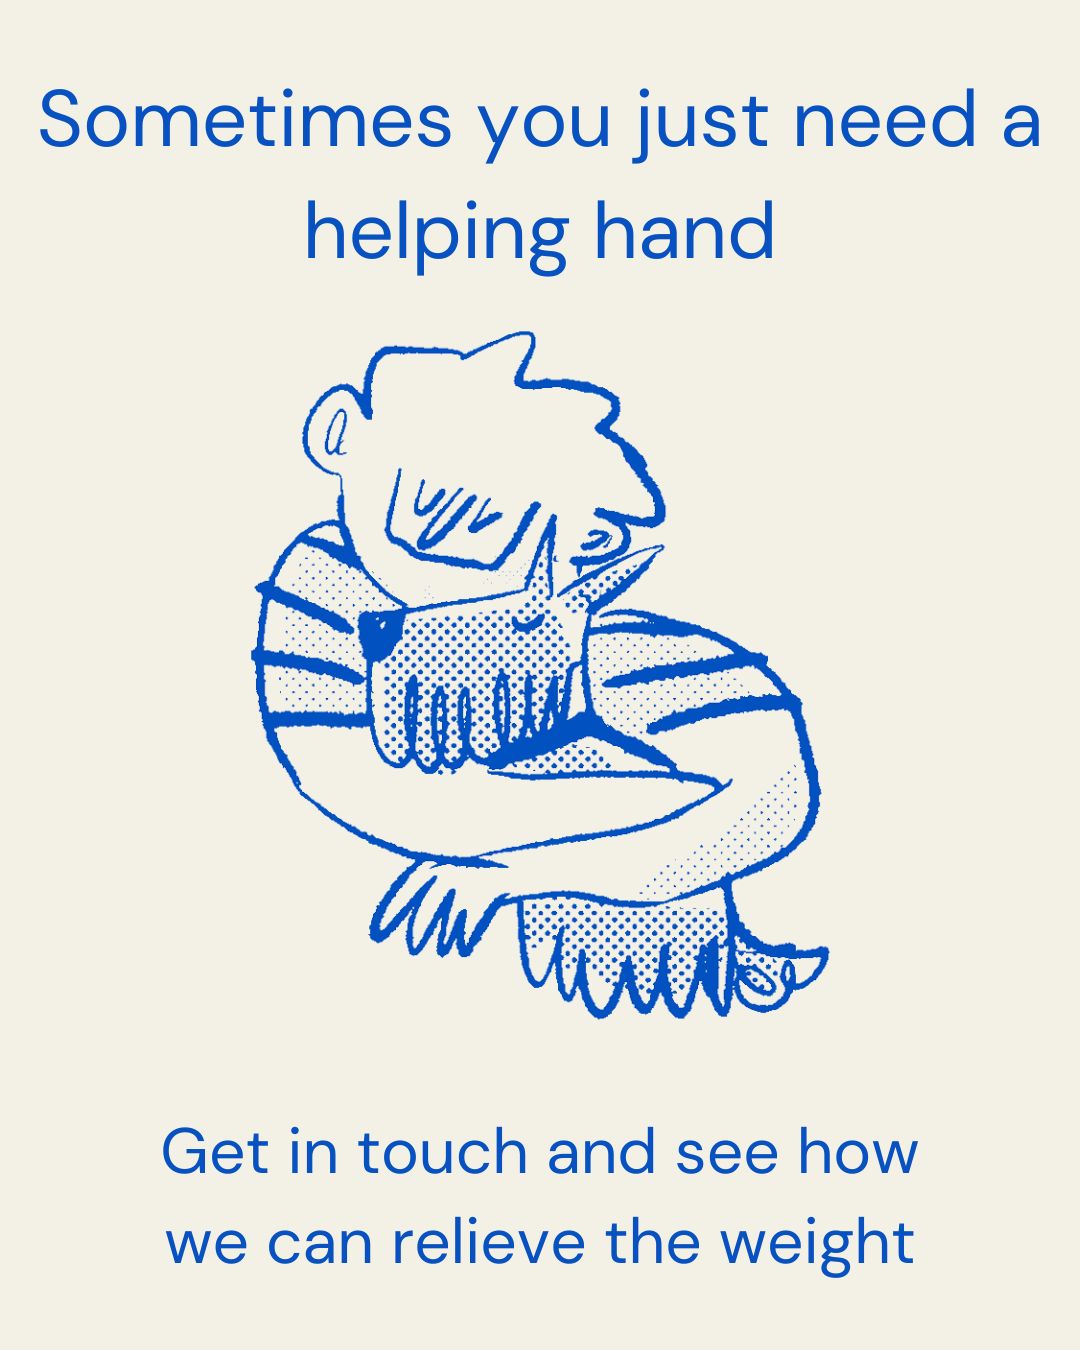 Sometimes you just need a
helping hand
Get in touch and see how
we can relieve the weight